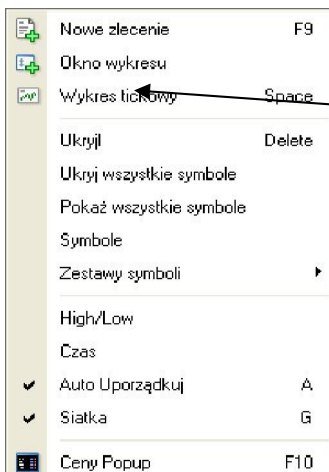 Nowe zlecenie F9
Okno wykresu
Wykres tickowy Space
Ukryjl Delete
Ukryj wszystkie symbole
Pokaż wszystkie symbole
Symbole
Zestawy symboli
High/Low
Czas
Auto Uporządkuj A
Siatka G
Ceny Popup F10